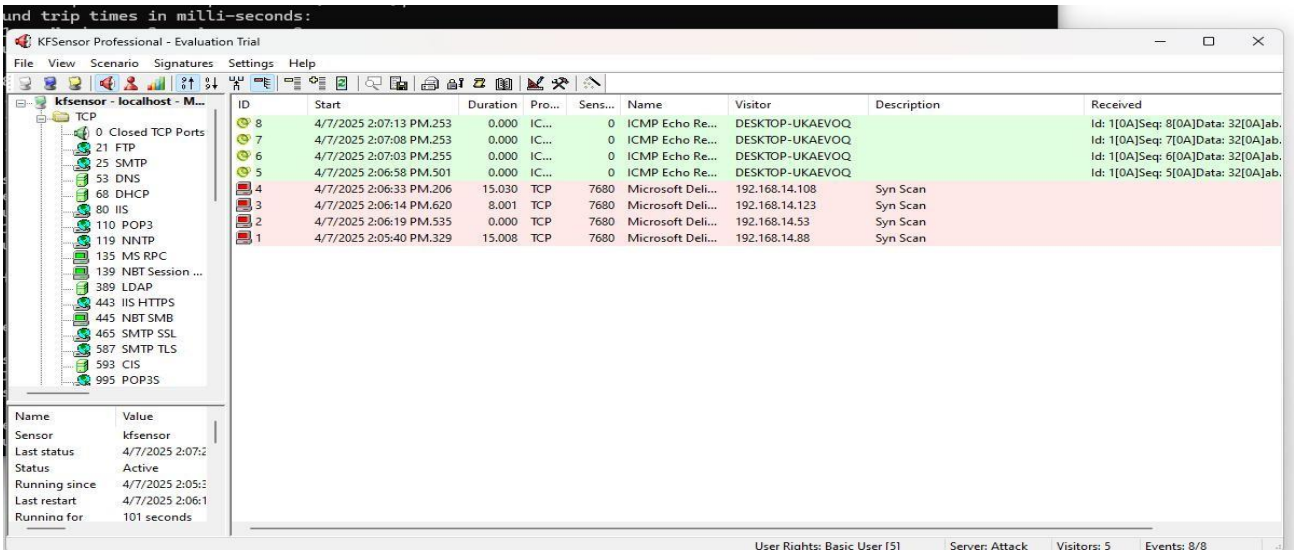 und trip times in milli-seconds:
KFSensor Professional - Evaluation Trial
File View Scenario Signatures Settings Help
kfsensor - localhost - M...
TCP
0 Closed TCP Ports
21 FTP
25 SMTP
53 DNS
68 DHCP
80 IIS
110 POP3
119 NNTP
135 MS RPC
139 NBT Session ...
389 LDAP
443 IIS HTTPS
445 NBT SMB
465 SMTP SSL
587 SMTP TLS
593 CIS
995 POP3S
ID Start Duration Pro... Sens... Name Visitor Description Received
8 4/7/2025 2:07:13 PM.253 0.000 IC... 0 ICMP Echo Re... DESKTOP-UKAEVOQ Id: 1[0A]Seq: 8[0A]Data: 32[0A]ab.
7 4/7/2025 2:07:08 PM.253 0.000 IC... 0 ICMP Echo Re... DESKTOP-UKAEVOQ Id: 1[0A]Seq: 7[0A]Data: 32[0A]ab.
6 4/7/2025 2:07:03 PM.255 0.000 IC... 0 ICMP Echo Re... DESKTOP-UKAEVOQ Id: 1[0A]Seq: 6[0A]Data: 32[0A]ab.
5 4/7/2025 2:06:58 PM.501 0.000 IC... 0 ICMP Echo Re... DESKTOP-UKAEVOQ Id: 1[0A]Seq: 5[0A]Data: 32[0A]ab.
4 4/7/2025 2:06:33 PM.206 15.030 TCP 7680 Microsoft Deli... 192.168.14.108 Syn Scan
3 4/7/2025 2:06:14 PM.620 8.001 TCP 7680 Microsoft Deli... 192.168.14.123 Syn Scan
2 4/7/2025 2:06:19 PM.535 0.000 TCP 7680 Microsoft Deli... 192.168.14.53 Syn Scan
1 4/7/2025 2:05:40 PM.329 15.008 TCP 7680 Microsoft Deli... 192.168.14.88 Syn Scan
Name Value
Sensor kfsensor
Last status 4/7/2025 2:07:2
Status Active
Running since 4/7/2025 2:05:3
Last restart 4/7/2025 2:06:1
Running for 101 seconds
User Rights: Basic User [5] Server: Attack Visitors: 5 Events: 8/8